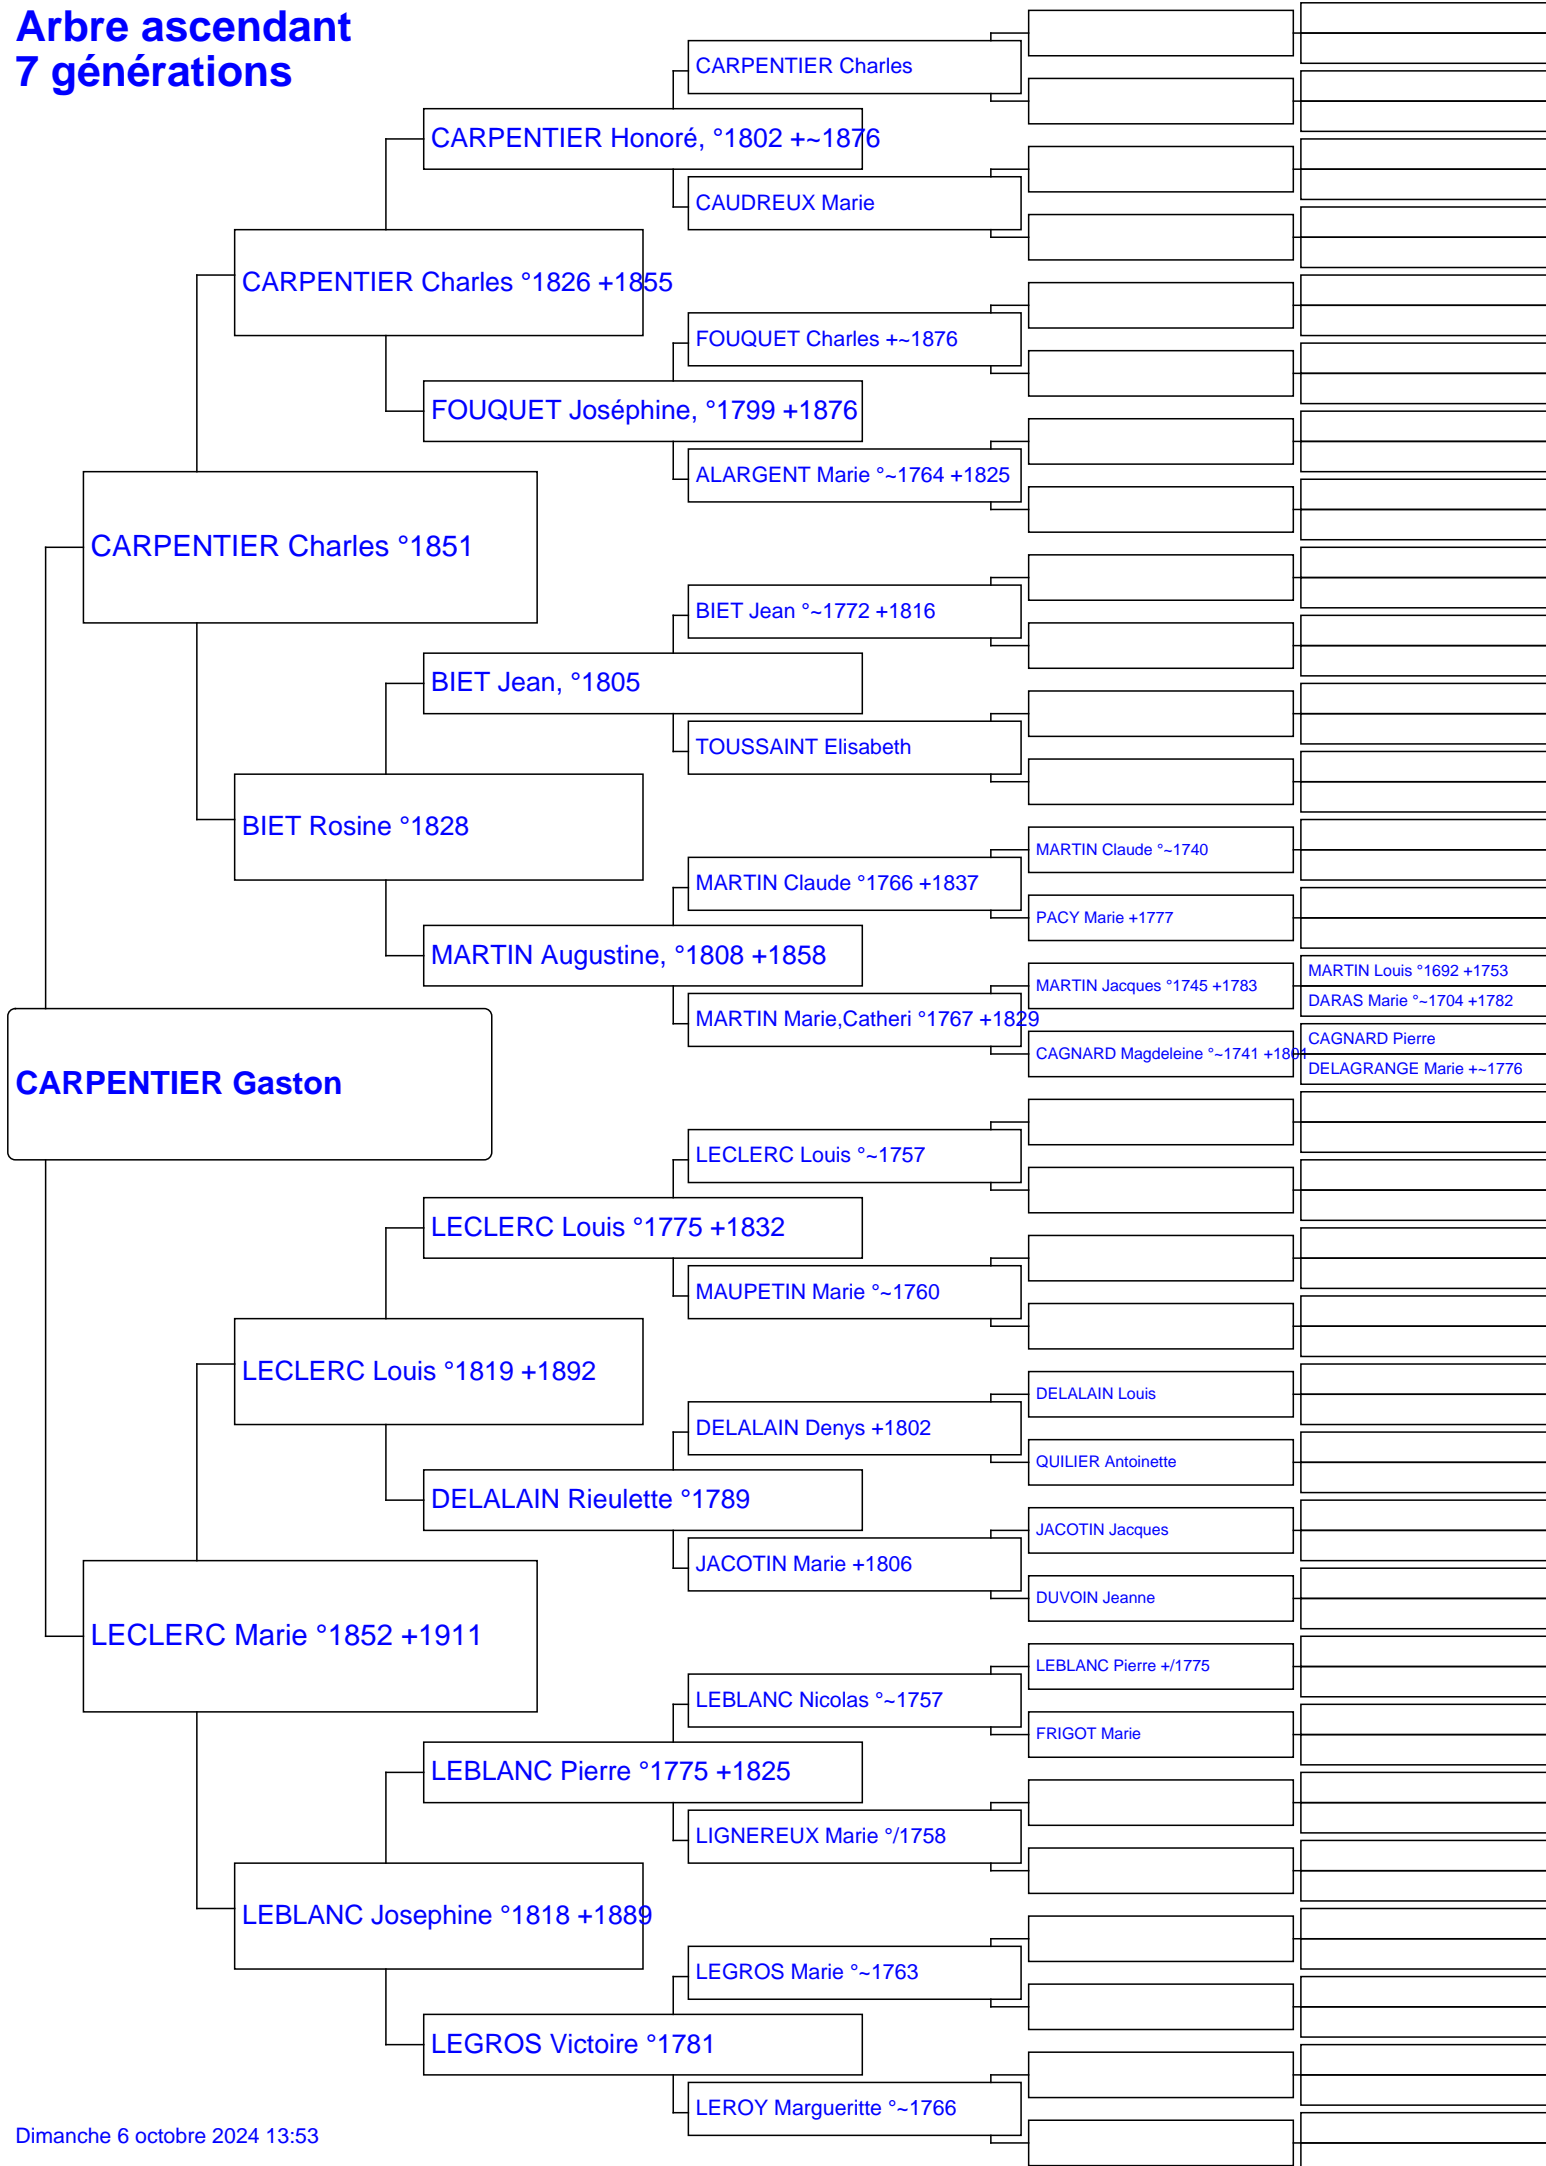 Arbre ascendant
7 générations
CARPENTIER Charles
CARPENTIER Honoré, °1802 +~1876
CAUDREUX Marie
CARPENTIER Charles °1826 +1855
FOUQUET Charles +~1876
FOUQUET Joséphine, °1799 +1876
ALARGENT Marie °~1764 +1825
CARPENTIER Charles °1851
BIET Jean °~1772 +1816
BIET Jean, °1805
TOUSSAINT Elisabeth
BIET Rosine °1828
MARTIN Claude °~1740
MARTIN Claude °1766 +1837
PACY Marie +1777
MARTIN Augustine, °1808 +1858
MARTIN Louis °1692 +1753
MARTIN Jacques °1745 +1783
DARAS Marie °~1704 +1782
MARTIN Marie,Catheri °1767 +1829
CAGNARD Pierre
CAGNARD Magdeleine °~1741 +1801
DELAGRANGE Marie +~1776
CARPENTIER Gaston
LECLERC Louis °~1757
LECLERC Louis °1775 +1832
MAUPETIN Marie °~1760
LECLERC Louis °1819 +1892
DELALAIN Louis
DELALAIN Denys +1802
QUILIER Antoinette
DELALAIN Rieulette °1789
JACOTIN Jacques
JACOTIN Marie +1806
DUVOIN Jeanne
LECLERC Marie °1852 +1911
LEBLANC Pierre +/1775
LEBLANC Nicolas °~1757
FRIGOT Marie
LEBLANC Pierre °1775 +1825
LIGNEREUX Marie °/1758
LEBLANC Josephine °1818 +1889
LEGROS Marie °~1763
LEGROS Victoire °1781
LEROY Margueritte °~1766
Dimanche 6 octobre 2024 13:53